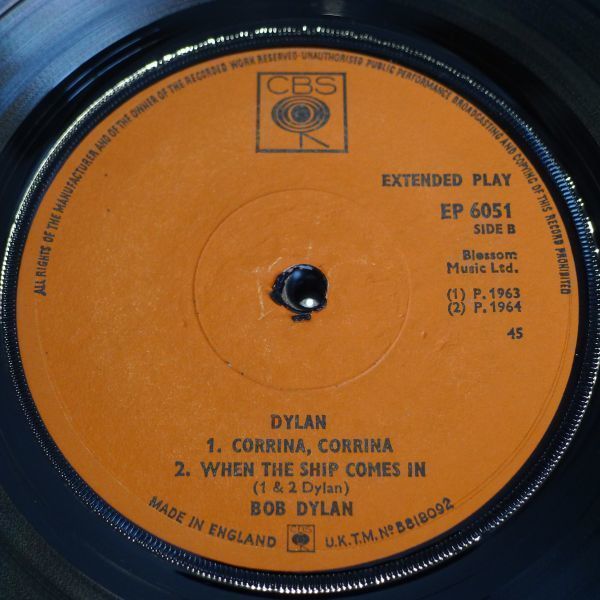 ALL RIGHTS OF THE MANUFACTURER AND OF THE OWNER OF THE RECORDED WORK RESERVED-UNAUTHORISED PUBLIC PERFORMANCE BROADCASTING AND COPYING OF THIS RECORD PROHIBITED
CBS
EXTENDED PLAY
EP 6051
SIDE B
Blossom
Music Ltd.
(1) P. 1963
(2) P. 1964
45
DYLAN
1. CORRINA, CORRINA
2. WHEN THE SHIP COMES IN
(1 & 2 Dylan)
BOB DYLAN
MADE IN ENGLAND CBS U.K.T.M. Nº BB18092